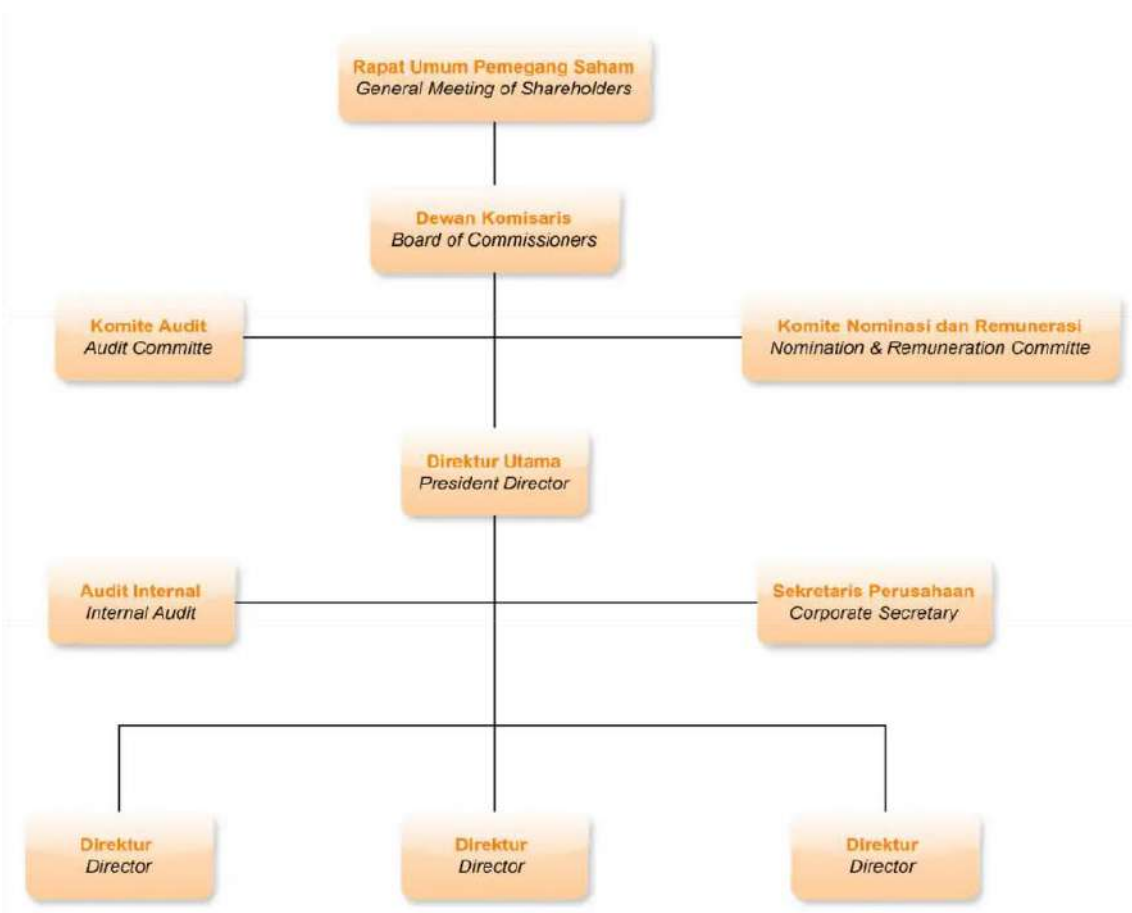 Rapat Umum Pemegang Saham
General Meeting of Shareholders
Dewan Komisaris
Board of Commissioners
Komite Audit
Audit Committe
Komite Nominasi dan Remunerasi
Nomination & Remuneration Committe
Direktur Utama
President Director
Audit Internal
Internal Audit
Sekretaris Perusahaan
Corporate Secretary
Direktur
Director
Direktur
Director
Direktur
Director